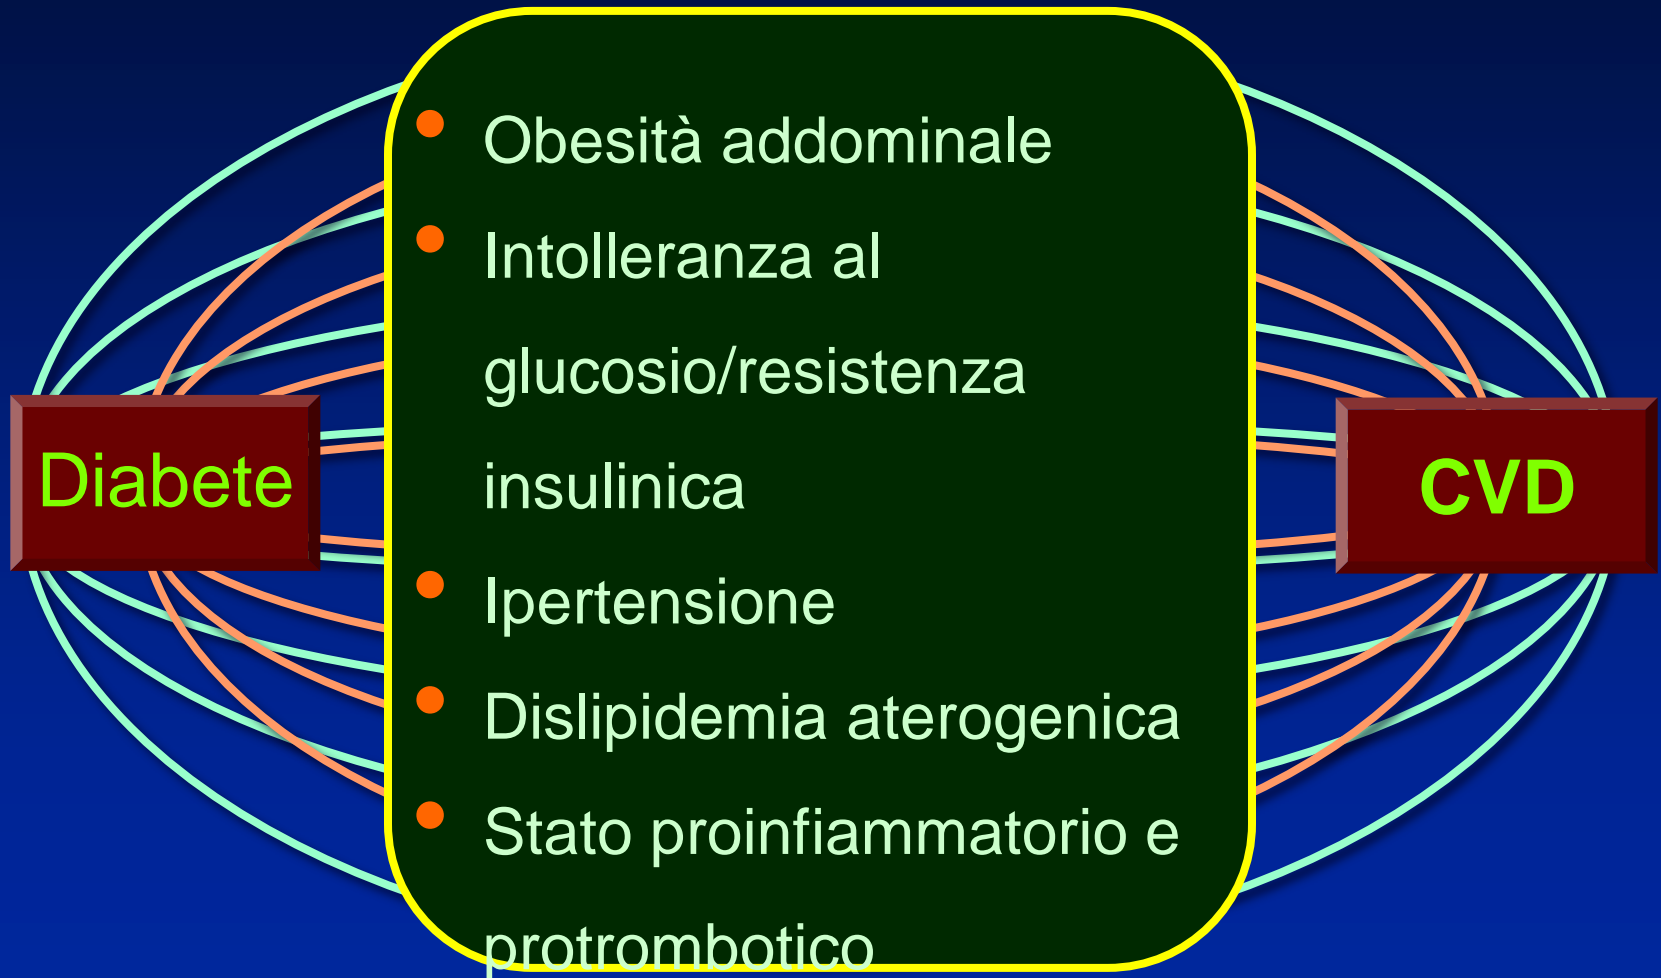 Obesità addominale
Intolleranza al
glucosio/resistenza
insulinica
Ipertensione
Dislipidemia aterogenica
Stato proinfiammatorio e
protrombotico
Diabete
CVD